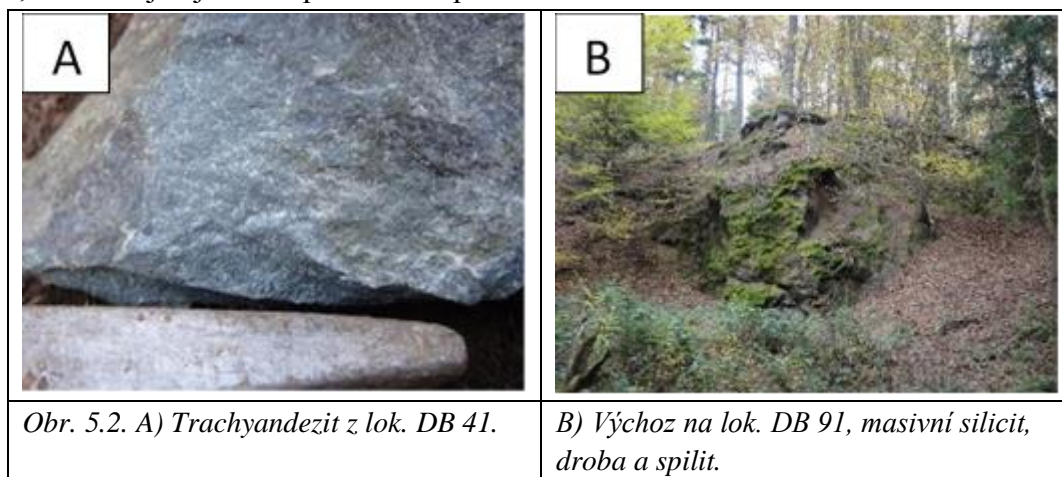 A
B
Obr. 5.2. A) Trachyandezit z lok. DB 41.
B) Výchoz na lok. DB 91, masivní silicit,
droba a spilit.